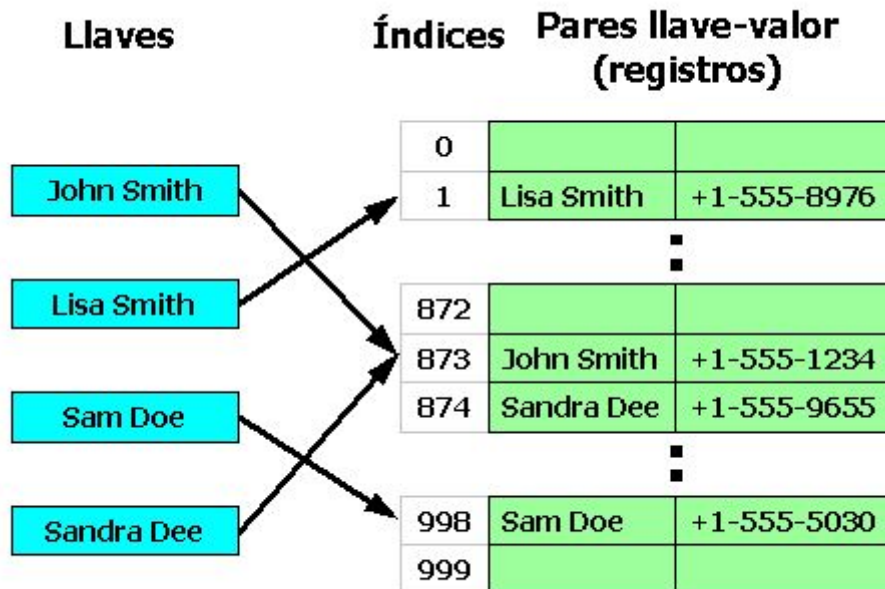 Llaves
Índices
Pares llave-valor
(registros)
John Smith
Lisa Smith
Sam Doe
Sandra Dee
0
1 Lisa Smith +1-555-8976
872
873 John Smith +1-555-1234
874 Sandra Dee +1-555-9655
998 Sam Doe +1-555-5030
999